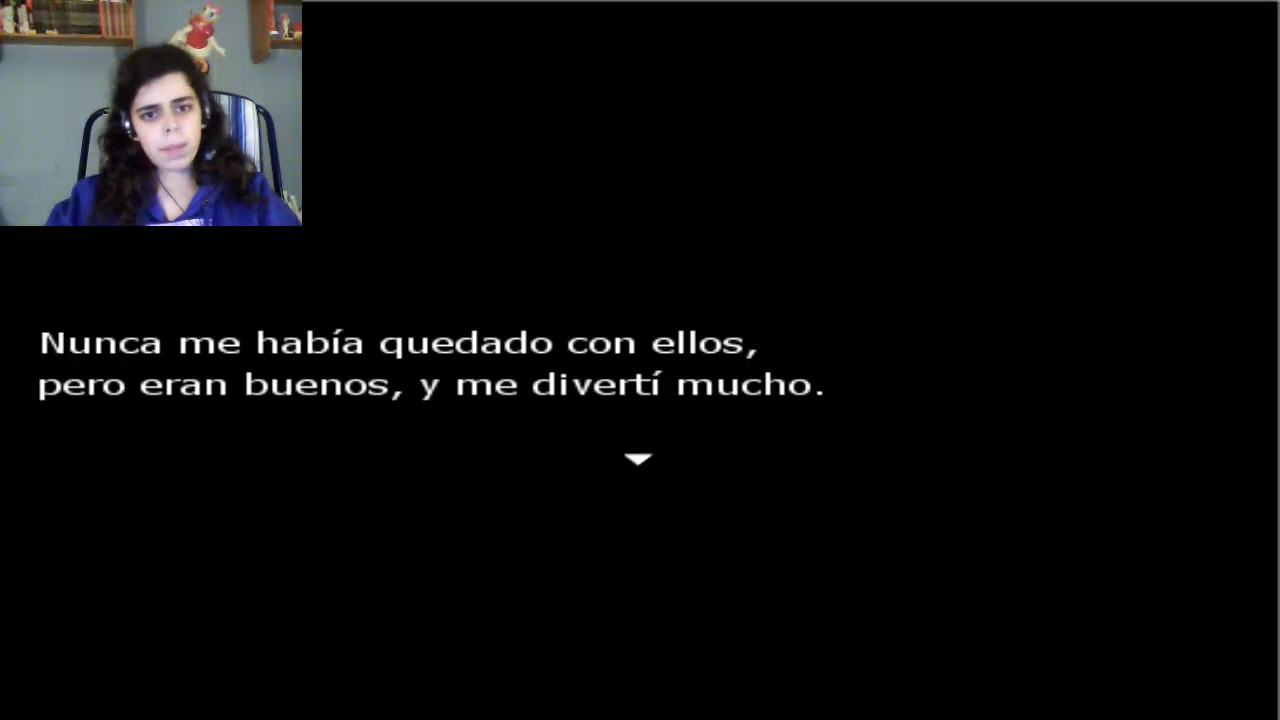 Nunca me había quedado con ellos,
pero eran buenos, y me divertí mucho.